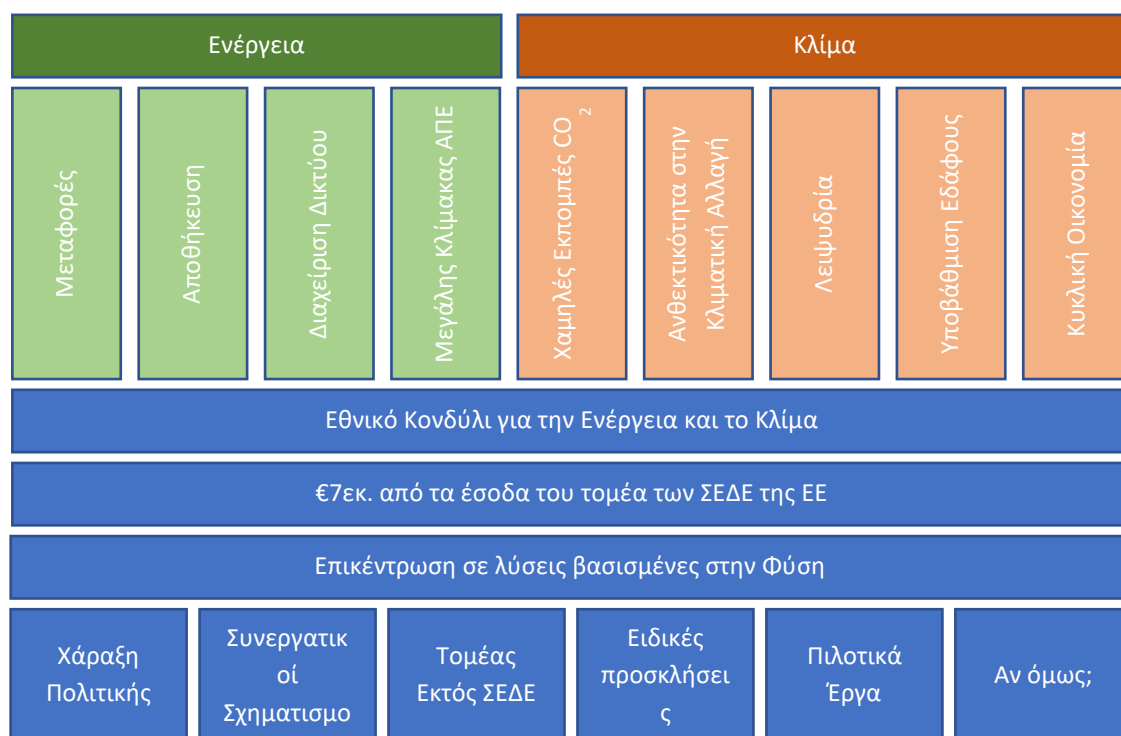 Ενέργεια
Κλίμα
Μεταφορές
Αποθήκευση
Διαχείριση Δικτύου
Μεγάλης Κλίμακας ΑΠΕ
Χαμηλές Εκπομπές CO2
Ανθεκτικότητα στην
Κλιματική Αλλαγή
Λειψυδρία
Υποβάθμιση Εδάφους
Κυκλική Οικονομία
Εθνικό Κονδύλι για την Ενέργεια και το Κλίμα
€7εκ. από τα έσοδα του τομέα των ΣΕΔΕ της ΕΕ
Επικέντρωση σε λύσεις βασισμένες στην Φύση
Χάραξη
Πολιτικής
Συνεργατικ
οί
Σχηματισμο
Τομέας
Εκτός ΣΕΔΕ
Ειδικές
προσκλήσει
ς
Πιλοτικά
Έργα
Αν όμως;